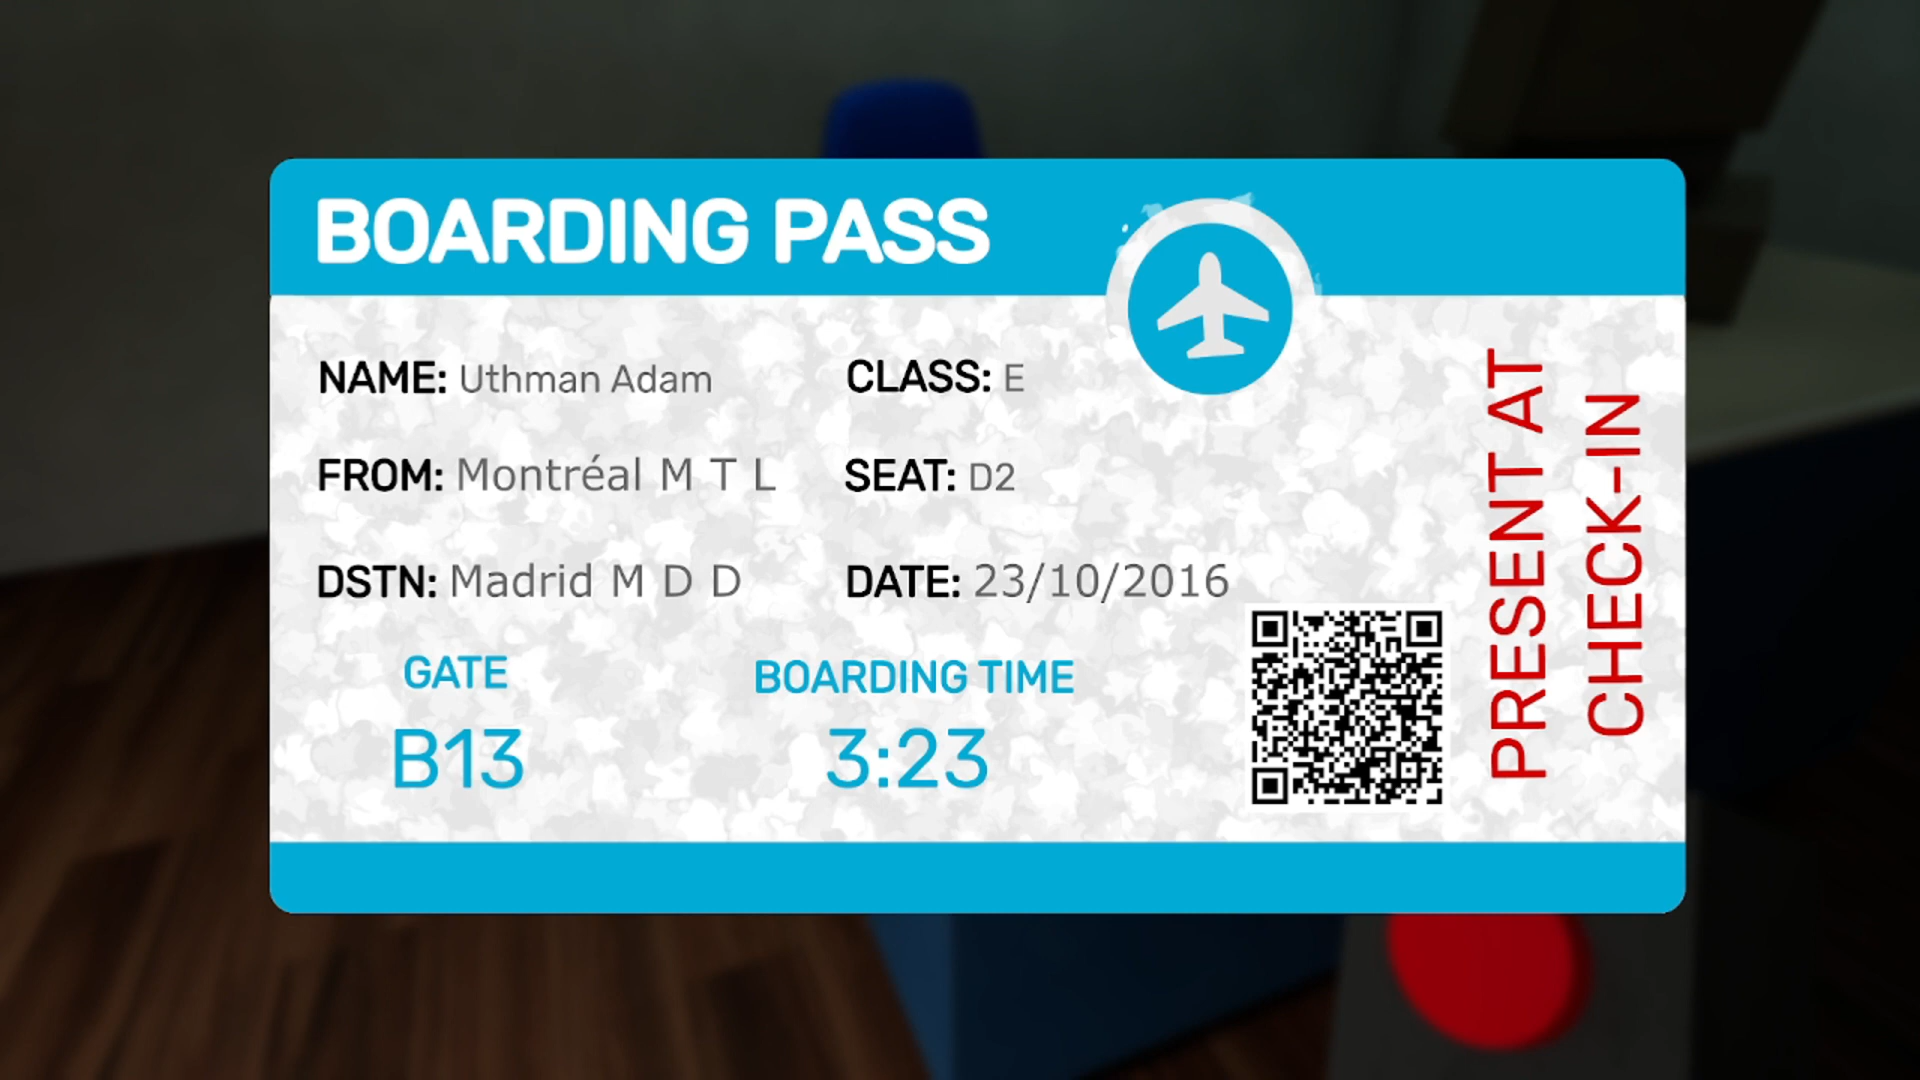 BOARDING PASS
NAME: Uthman Adam
CLASS: E
FROM: Montréal M T L
SEAT: D2
DSTN: Madrid M D D
DATE: 23/10/2016
GATE
B13
BOARDING TIME
3:23
PRESENT AT
CHECK-IN